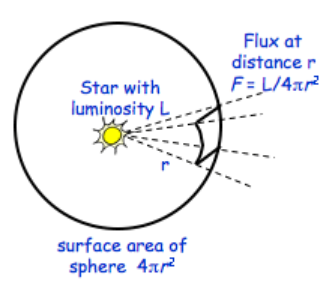 Flux at
distance r
F = L/4πr²
Star with
luminosity L
r
surface area of
sphere 4πr²